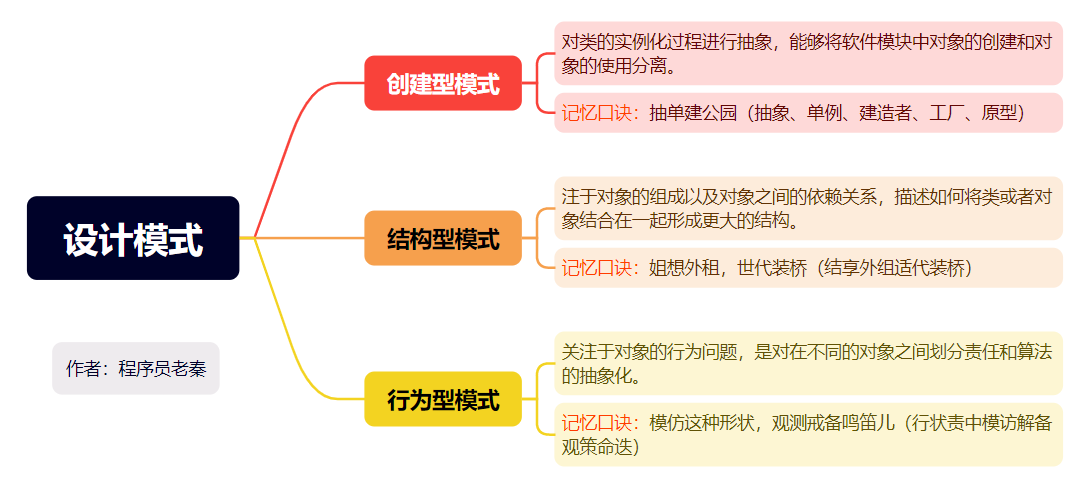 设计模式
作者：程序员老秦
创建型模式
对类的实例化过程进行抽象，能够将软件模块中对象的创建和对
象的使用分离。
记忆口诀：抽单建公园（抽象、单例、建造者、工厂、原型）
结构型模式
注于对象的组成以及对象之间的依赖关系，描述如何将类或者对
象结合在一起形成更大的结构。
记忆口诀：姐想外租，世代装桥（结享外组适代装桥）
行为型模式
关注于对象的行为问题，是对在不同的对象之间划分责任和算法
的抽象化。
记忆口诀：模仿这种形状，观测戒备鸣笛儿（行状责中模访解备
观策命迭）